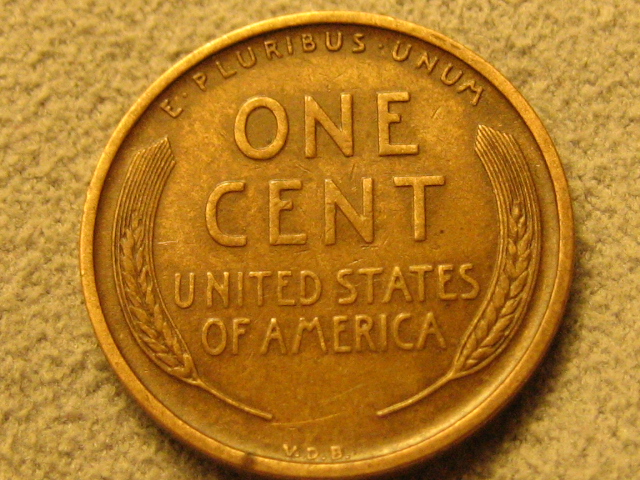 E · PLURIBUS · UNUM
ONE
CENT
UNITED STATES
OF AMERICA
V.D.B.